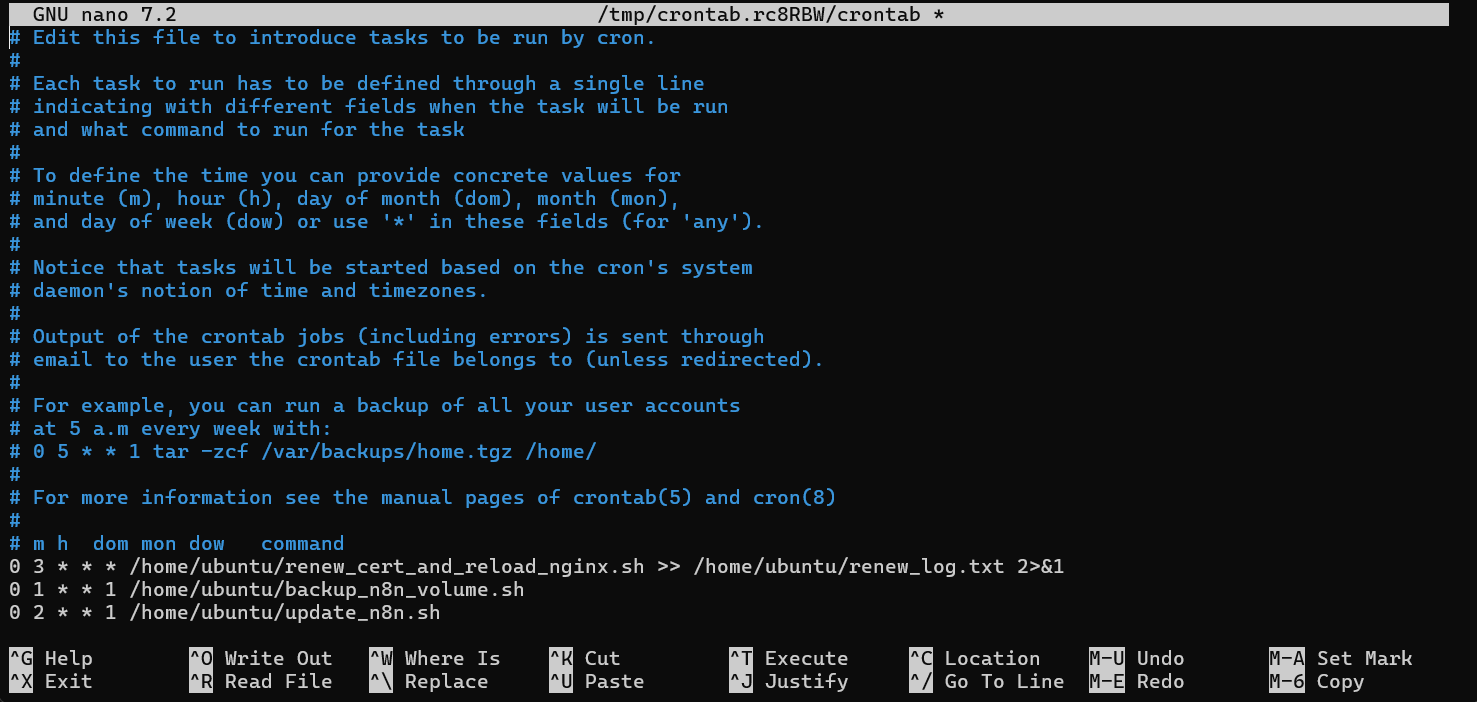 GNU nano 7.2 /tmp/crontab.rc8RBW/crontab *
# Edit this file to introduce tasks to be run by cron.
#
# Each task to run has to be defined through a single line
# indicating with different fields when the task will be run
# and what command to run for the task
#
# To define the time you can provide concrete values for
# minute (m), hour (h), day of month (dom), month (mon),
# and day of week (dow) or use '*' in these fields (for 'any').
#
# Notice that tasks will be started based on the cron's system
# daemon's notion of time and timezones.
#
# Output of the crontab jobs (including errors) is sent through
# email to the user the crontab file belongs to (unless redirected).
#
# For example, you can run a backup of all your user accounts
# at 5 a.m every week with:
# 0 5 * * 1 tar -zcf /var/backups/home.tgz /home/
#
# For more information see the manual pages of crontab(5) and cron(8)
#
# m h  dom mon dow   command
0 3 * * * /home/ubuntu/renew_cert_and_reload_nginx.sh >> /home/ubuntu/renew_log.txt 2>&1
0 1 * * 1 /home/ubuntu/backup_n8n_volume.sh
0 2 * * 1 /home/ubuntu/update_n8n.sh
^G Help ^O Write Out ^W Where Is ^K Cut ^T Execute ^C Location M-U Undo M-A Set Mark
^X Exit ^R Read File ^\ Replace ^U Paste ^J Justify ^/ Go To Line M-E Redo M-6 Copy